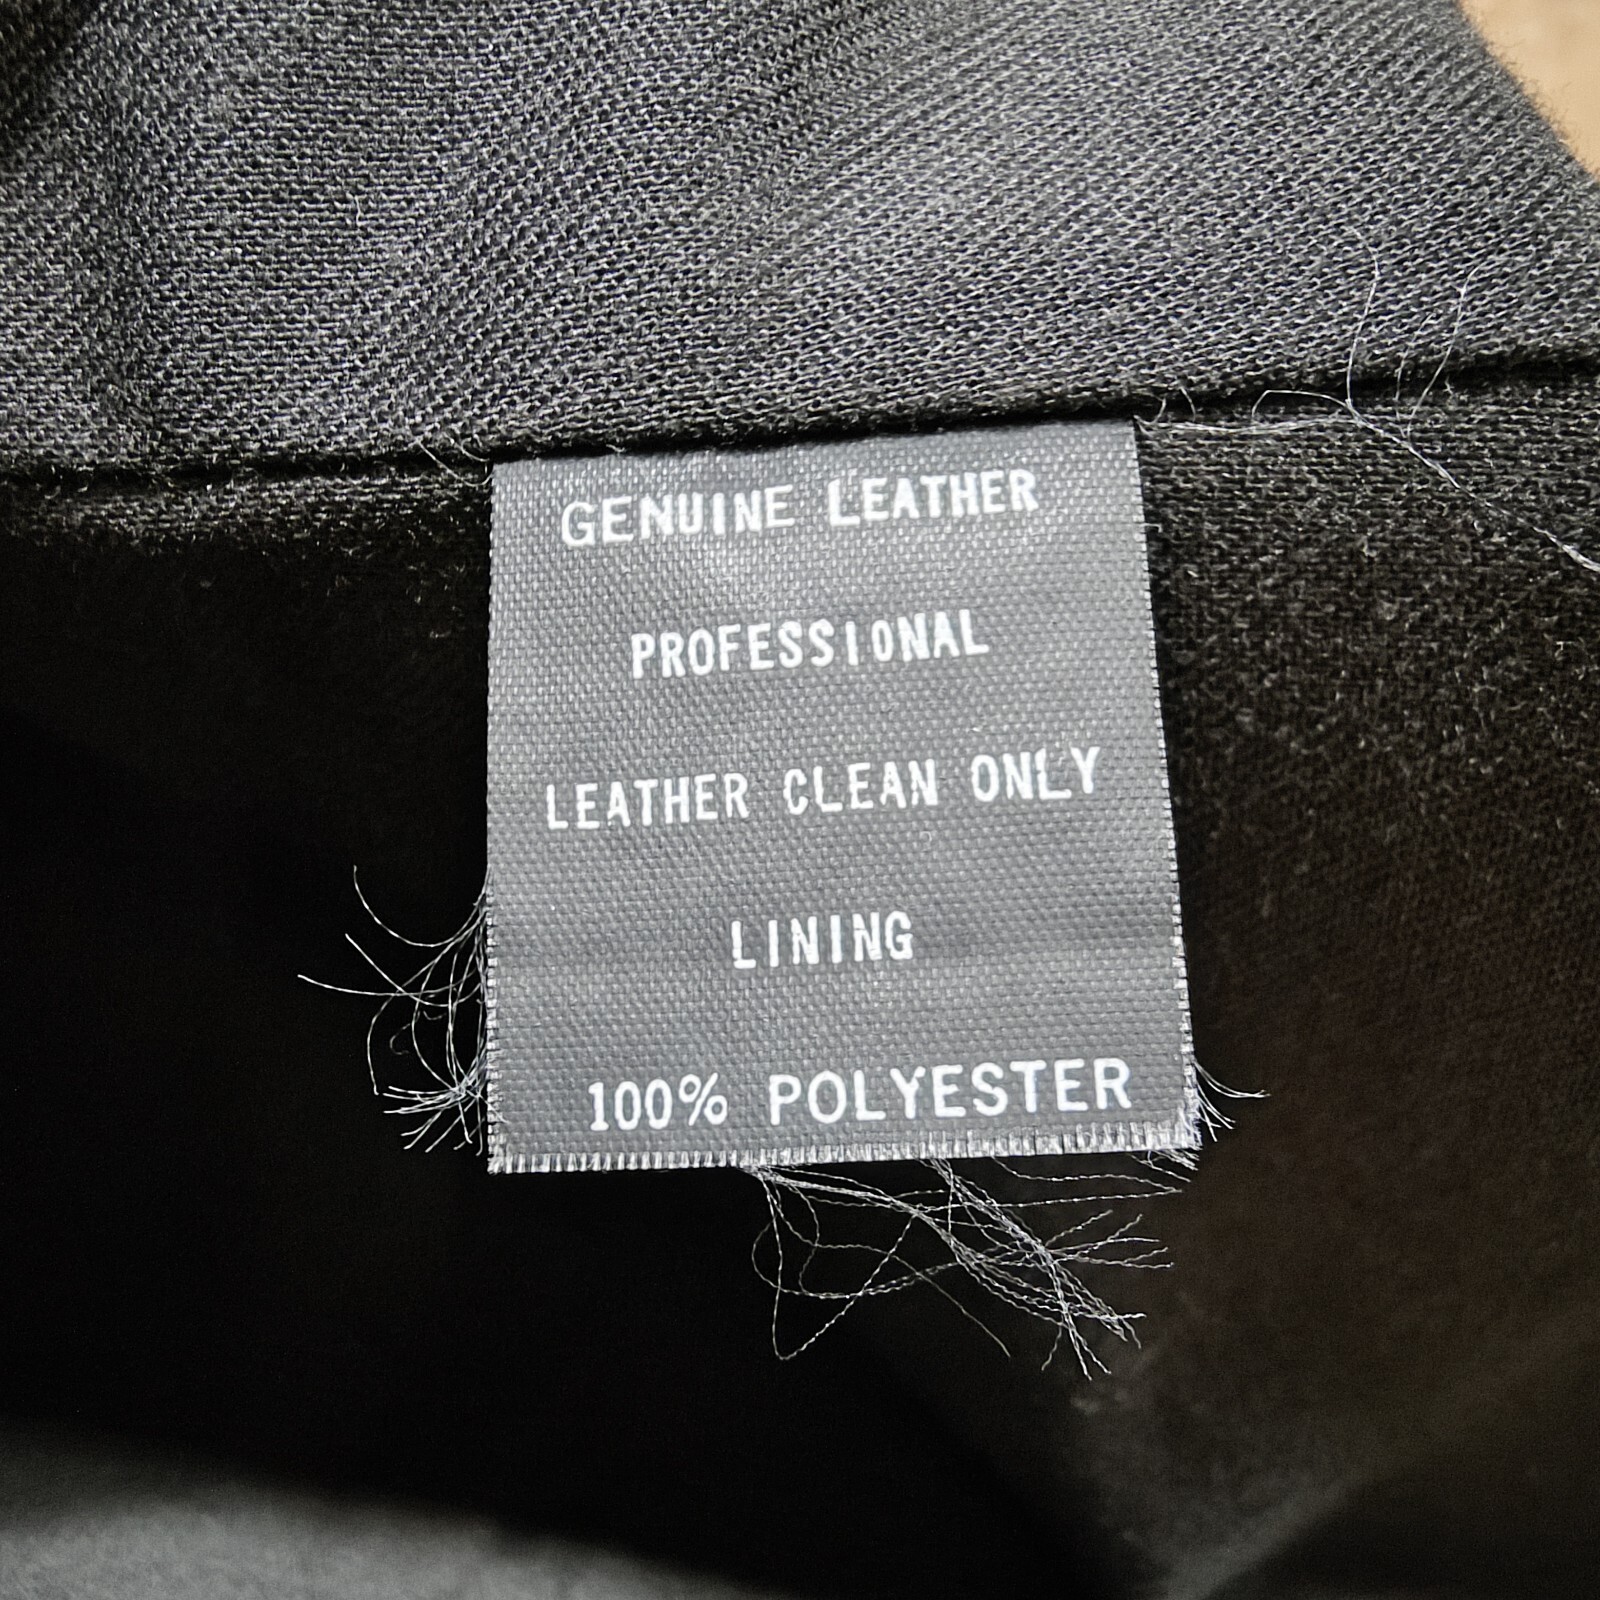 GENUINE LEATHER
PROFESSIONAL
LEATHER CLEAN ONLY
LINING
100% POLYESTER